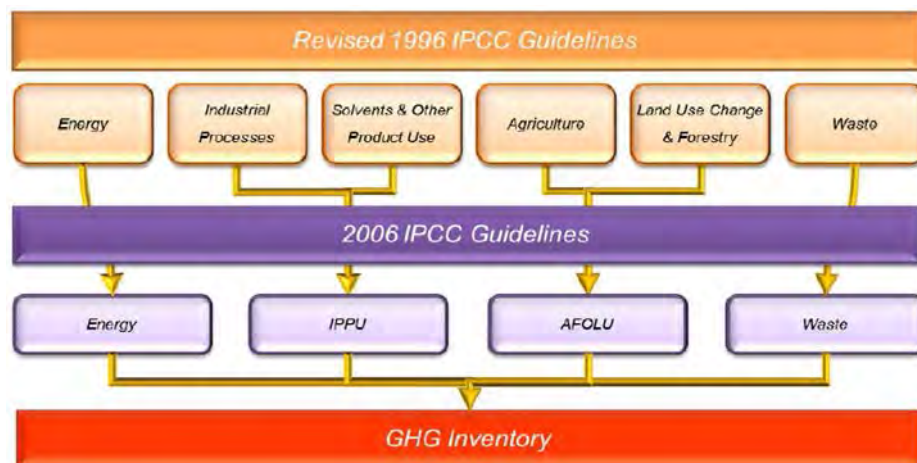 Revised 1996 IPCC Guidelines
Energy
Industrial
Processes
Solvents & Other
Product Use
Agriculture
Land Use Change
& Forestry
Waste
2006 IPCC Guidelines
Energy
IPPU
AFOLU
Waste
GHG Inventory